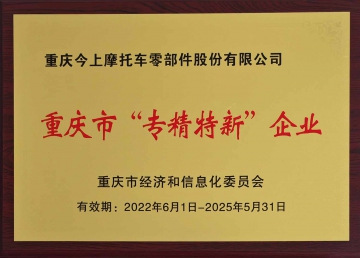 重庆今上摩托车零部件股份有限公司
重庆市“专精特新”企业
重庆市经济和信息化委员会
有效期：2022年6月1日-2025年5月31日